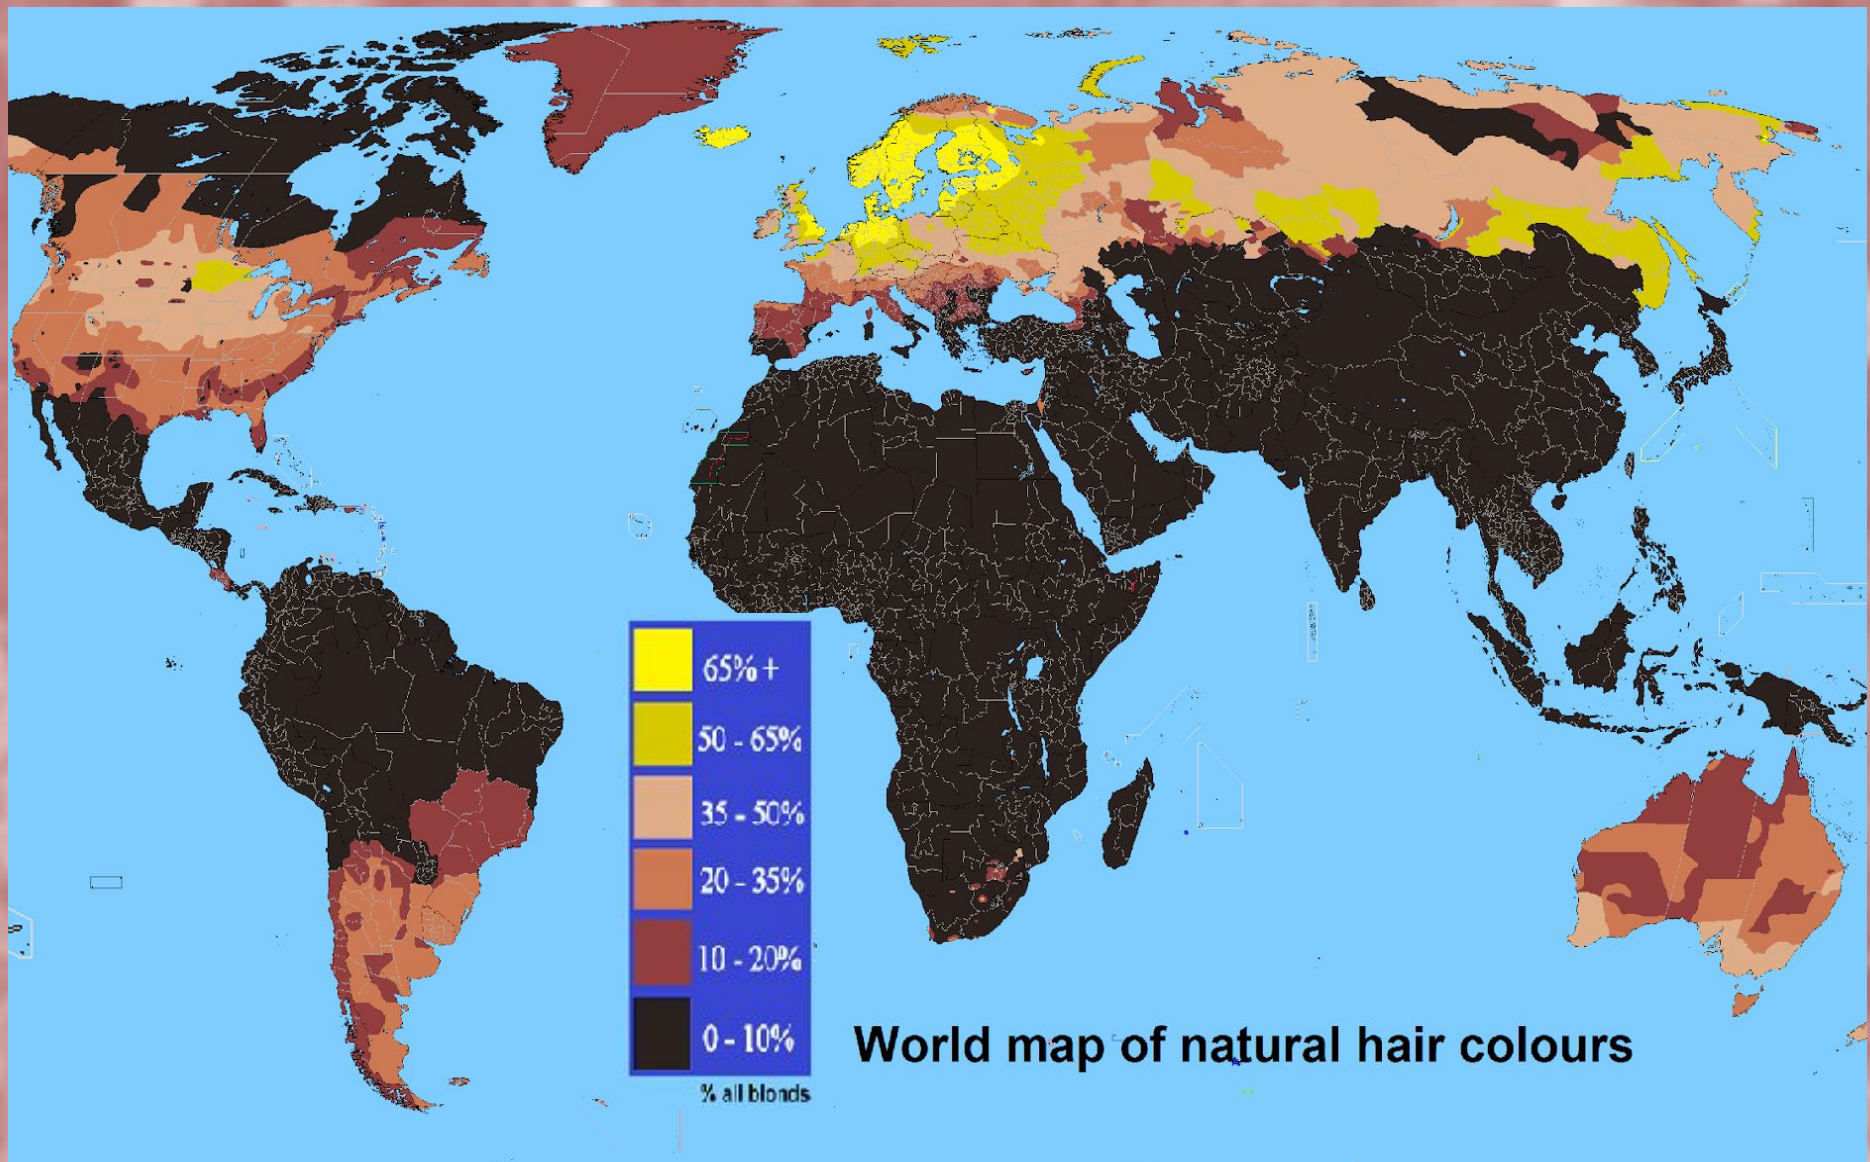 65% +
50 - 65%
35 - 50%
20 - 35%
10 - 20%
0 - 10%
% all blonds
World map of natural hair colours